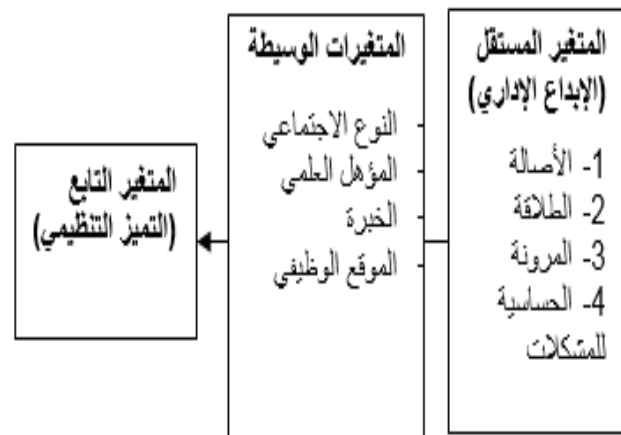 المتغير المستقل
(الإبداع الإداري)
1- الأصالة
2- الطلاقة
3- المرونة
4- الحساسية
للمشكلات
المتغيرات الوسيطة
- النوع الاجتماعي
- المؤهل العلمي
- الخبرة
- الموقع الوظيفي
المتغير التابع
(التميز التنظيمي)